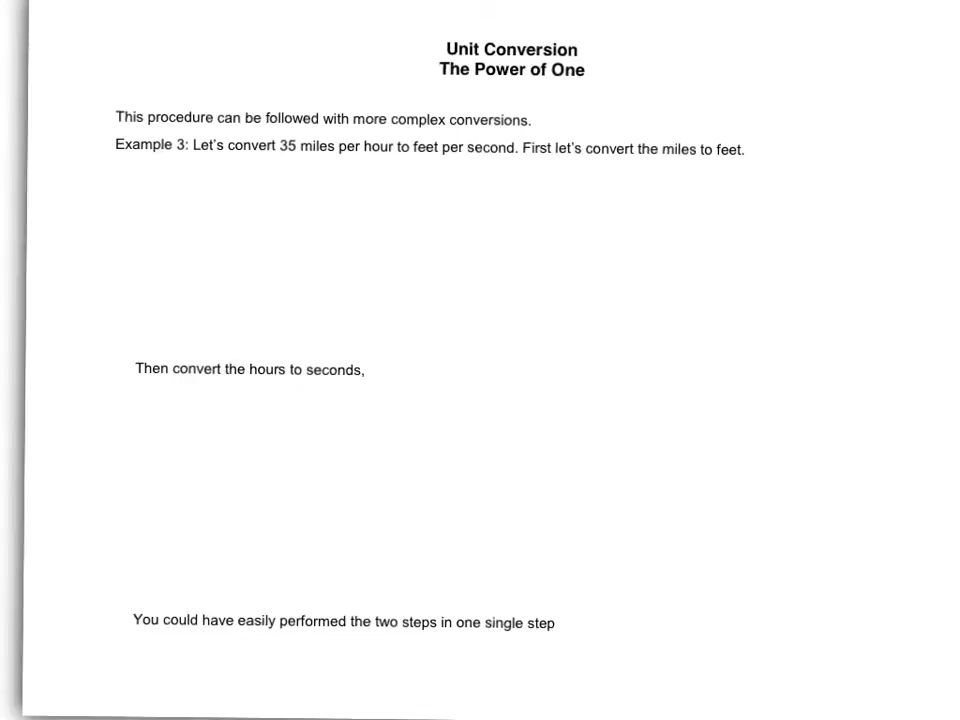 Unit Conversion
The Power of One
This procedure can be followed with more complex conversions.
Example 3: Let's convert 35 miles per hour to feet per second. First let's convert the miles to feet.
Then convert the hours to seconds,
You could have easily performed the two steps in one single step